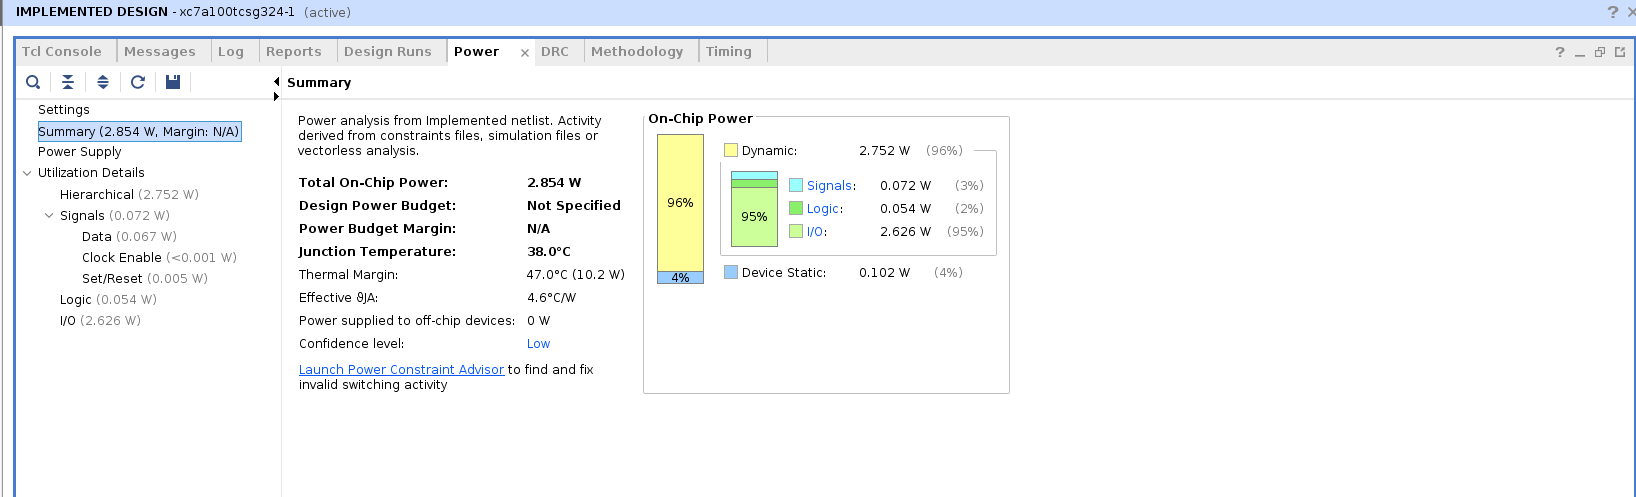 IMPLEMENTED DESIGN - xc7a100tcsg324-1 (active)
Tcl Console Messages Log Reports Design Runs Power × DRC Methodology Timing
Summary
Settings
Summary (2.854 W, Margin: N/A)
Power Supply
Utilization Details
Hierarchical (2.752 W)
Signals (0.072 W)
Data (0.067 W)
Clock Enable (<0.001 W)
Set/Reset (0.005 W)
Logic (0.054 W)
I/O (2.626 W)
Power analysis from Implemented netlist. Activity
derived from constraints files, simulation files or
vectorless analysis.
Total On-Chip Power: 2.854 W
Design Power Budget: Not Specified
Power Budget Margin: N/A
Junction Temperature: 38.0°C
Thermal Margin: 47.0°C (10.2 W)
Effective ϑJA: 4.6°C/W
Power supplied to off-chip devices: 0 W
Confidence level: Low
Launch Power Constraint Advisor to find and fix
invalid switching activity
On-Chip Power
Dynamic: 2.752 W (96%)
Signals: 0.072 W (3%)
96%
95%
Logic: 0.054 W (2%)
I/O: 2.626 W (95%)
4%
Device Static: 0.102 W (4%)